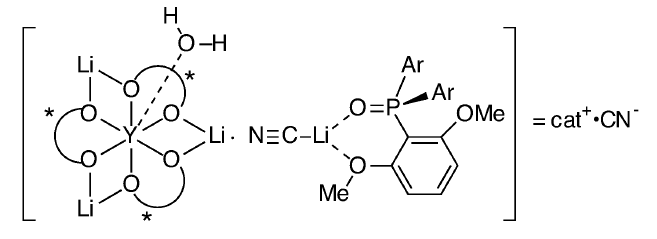 H
O–H
Li
O
*
O
*
O
Y
Li · N≡C–Li
O
O
O
Li
*
Ar
O=P
Ar
OMe
O
Me
= cat⁺•CN⁻